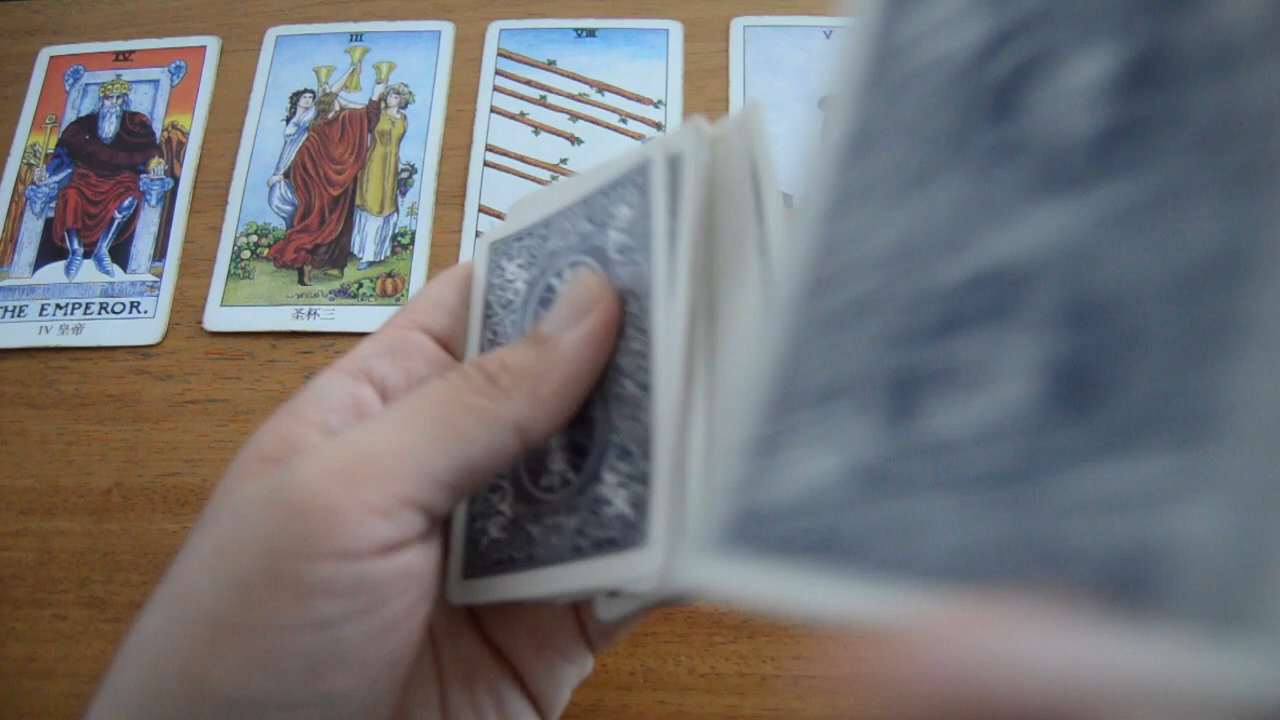 IV
THE EMPEROR.
IV 皇帝
III
圣杯三
VIII
V